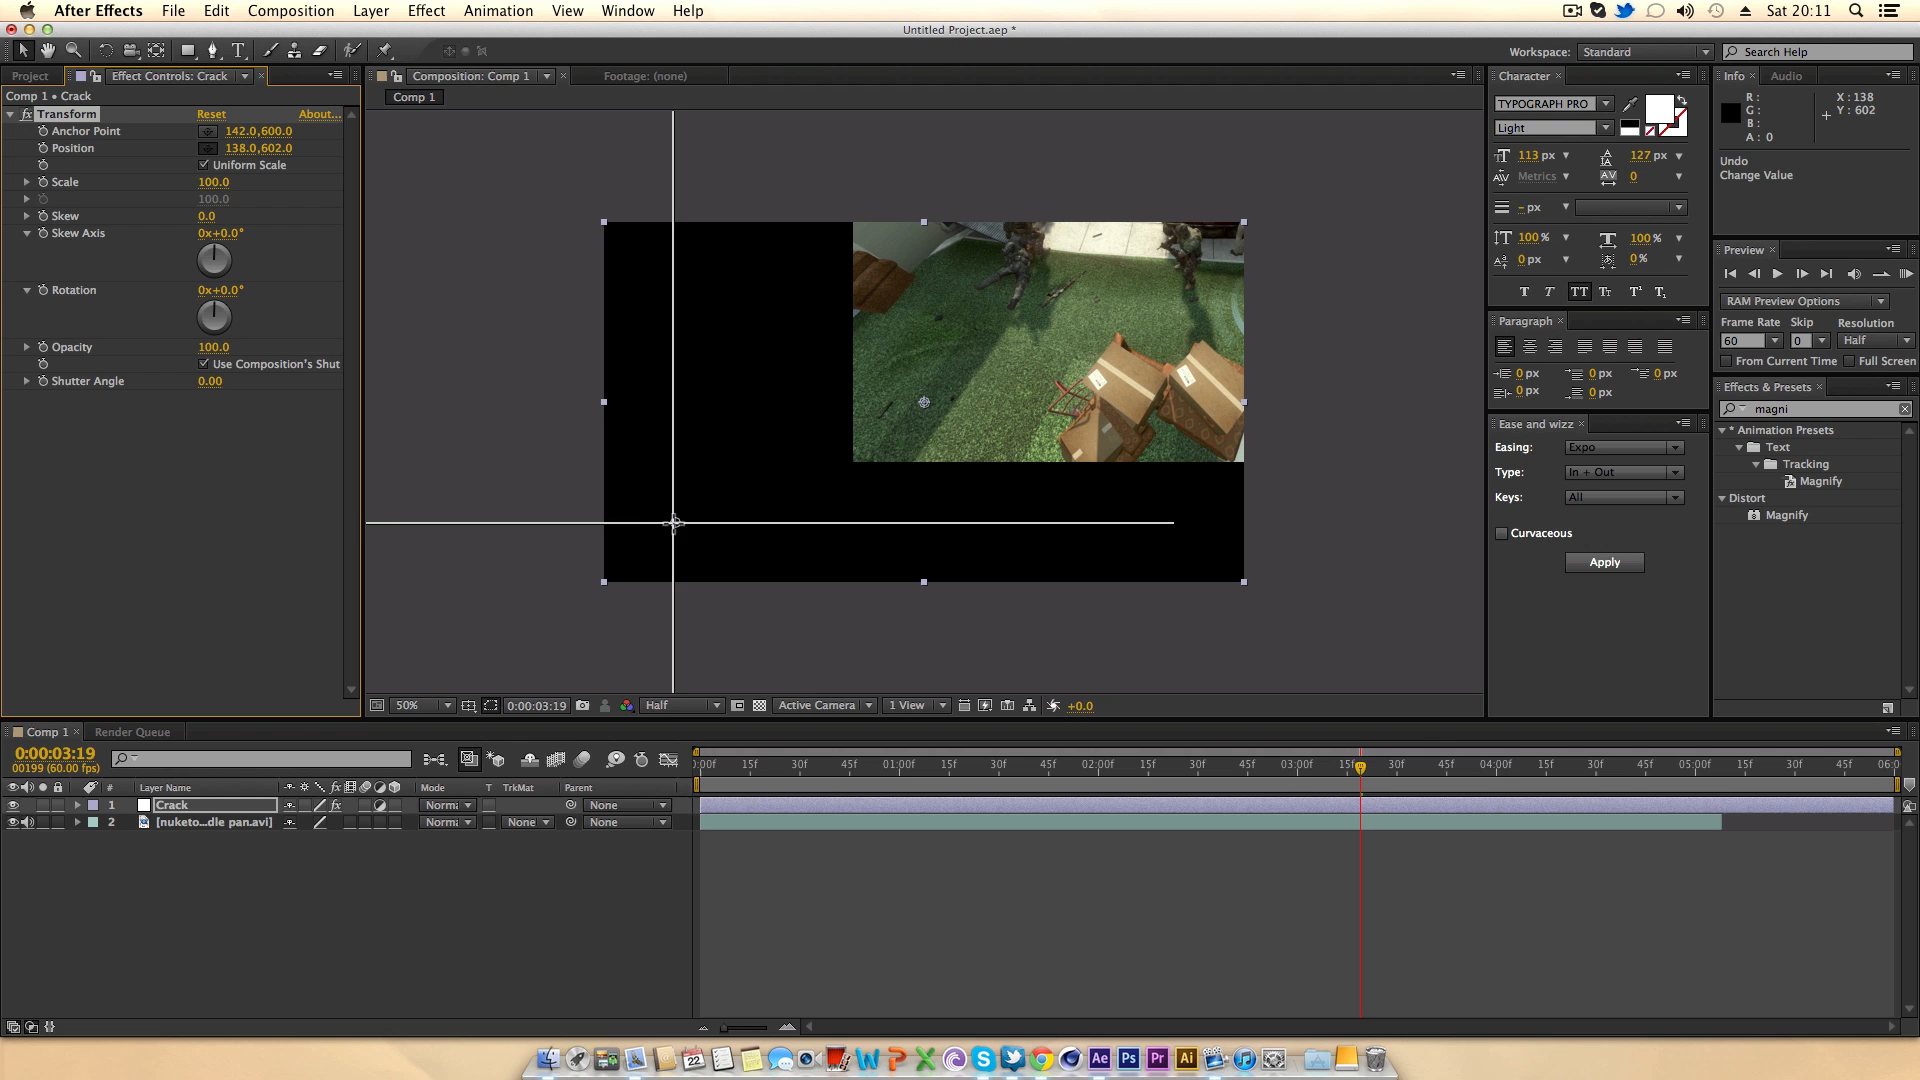 After Effects File Edit Composition Layer Effect Animation View Window Help Sat 20:11
Untitled Project.aep *
Workspace: Standard Search Help
Project Effect Controls: Crack Composition: Comp 1 Footage: (none) Character Info Audio
Comp 1 • Crack
Comp 1
Transform Reset About...
Anchor Point 142.0,600.0
Position 138.0,602.0
Uniform Scale
Scale 100.0
100.0
Skew 0.0
Skew Axis 0x+0.0°
Rotation 0x+0.0°
Opacity 100.0
Use Composition's Shut
Shutter Angle 0.00
TYPOGRAPH PRO
Light
113 px 127 px
Metrics 0
- px
100 % 100 %
0 px 0 %
T T TT Tt T¹ T₁
Paragraph
0 px 0 px 0 px
0 px 0 px
Ease and wizz
Easing: Expo
Type: In + Out
Keys: All
Curvaceous
Apply
R : X : 138
G : Y : 602
B :
A : 0
Undo
Change Value
Preview
RAM Preview Options
Frame Rate Skip Resolution
60 0 Half
From Current Time Full Screen
Effects & Presets
magni
* Animation Presets
Text
Tracking
Magnify
Distort
Magnify
50% 0:00:03:19 Half Active Camera 1 View +0.0
Comp 1 Render Queue
0:00:03:19
00199 (60.00 fps)
0:00f 15f 30f 45f 01:00f 15f 30f 45f 02:00f 15f 30f 45f 03:00f 15f 30f 45f 04:00f 15f 30f 45f 05:00f 15f 30f 45f 06:0
# Layer Name Mode T TrkMat Parent
1 Crack Norma None
2 [nuketo...dle pan.avi] Norma None None
22 Ae Ps Pr Ai